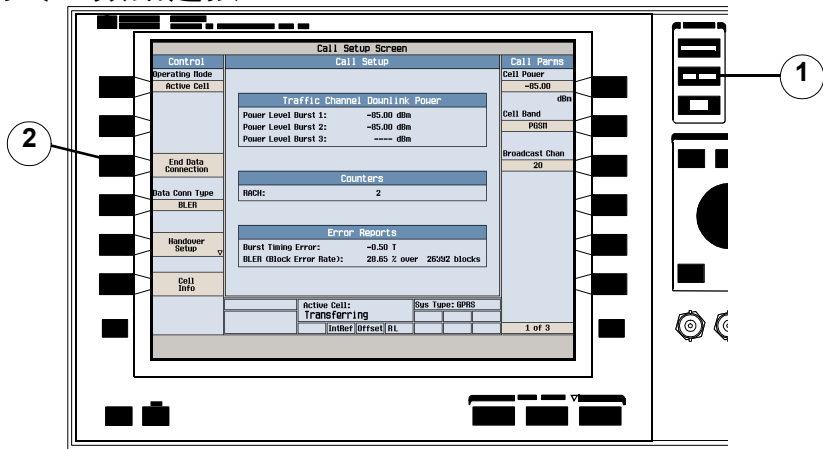 Call Setup Screen
Control
Call Setup
Call Parms
Operating Mode
Active Cell
End Data
Connection
Data Conn Type
BLER
Handover
Setup
Cell
Info
Traffic Channel Downlink Power
Power Level Burst 1: -85.00 dBm
Power Level Burst 2: -85.00 dBm
Power Level Burst 3: ---- dBm
Counters
RACH: 2
Error Reports
Burst Timing Error: -0.50 T
BLER (Block Error Rate): 28.65 % over blocks
Cell Power
-85.00
dBm
Cell Band
PGSM
Broadcast Chan
20
Active Cell:
Transferring
Sys Type: GPRS
IntRef Offset RL
1 of 3
1
2